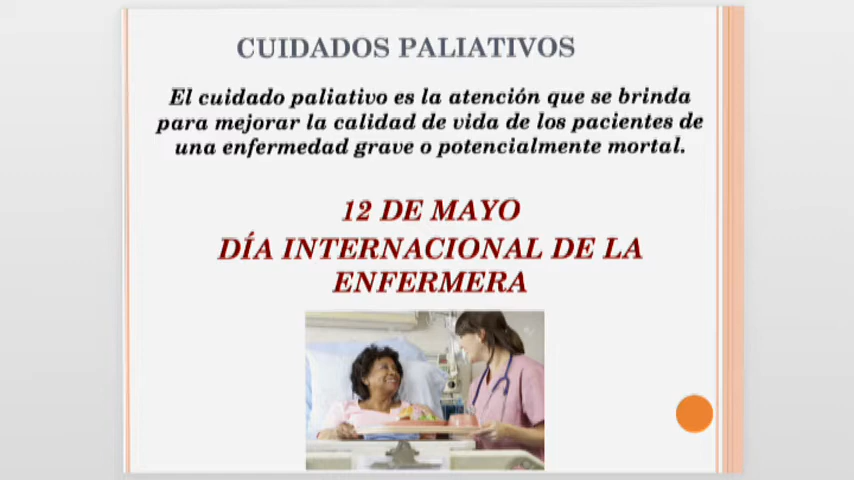 CUIDADOS PALIATIVOS
El cuidado paliativo es la atención que se brinda
para mejorar la calidad de vida de los pacientes de
una enfermedad grave o potencialmente mortal.
12 DE MAYO
DÍA INTERNACIONAL DE LA
ENFERMERA